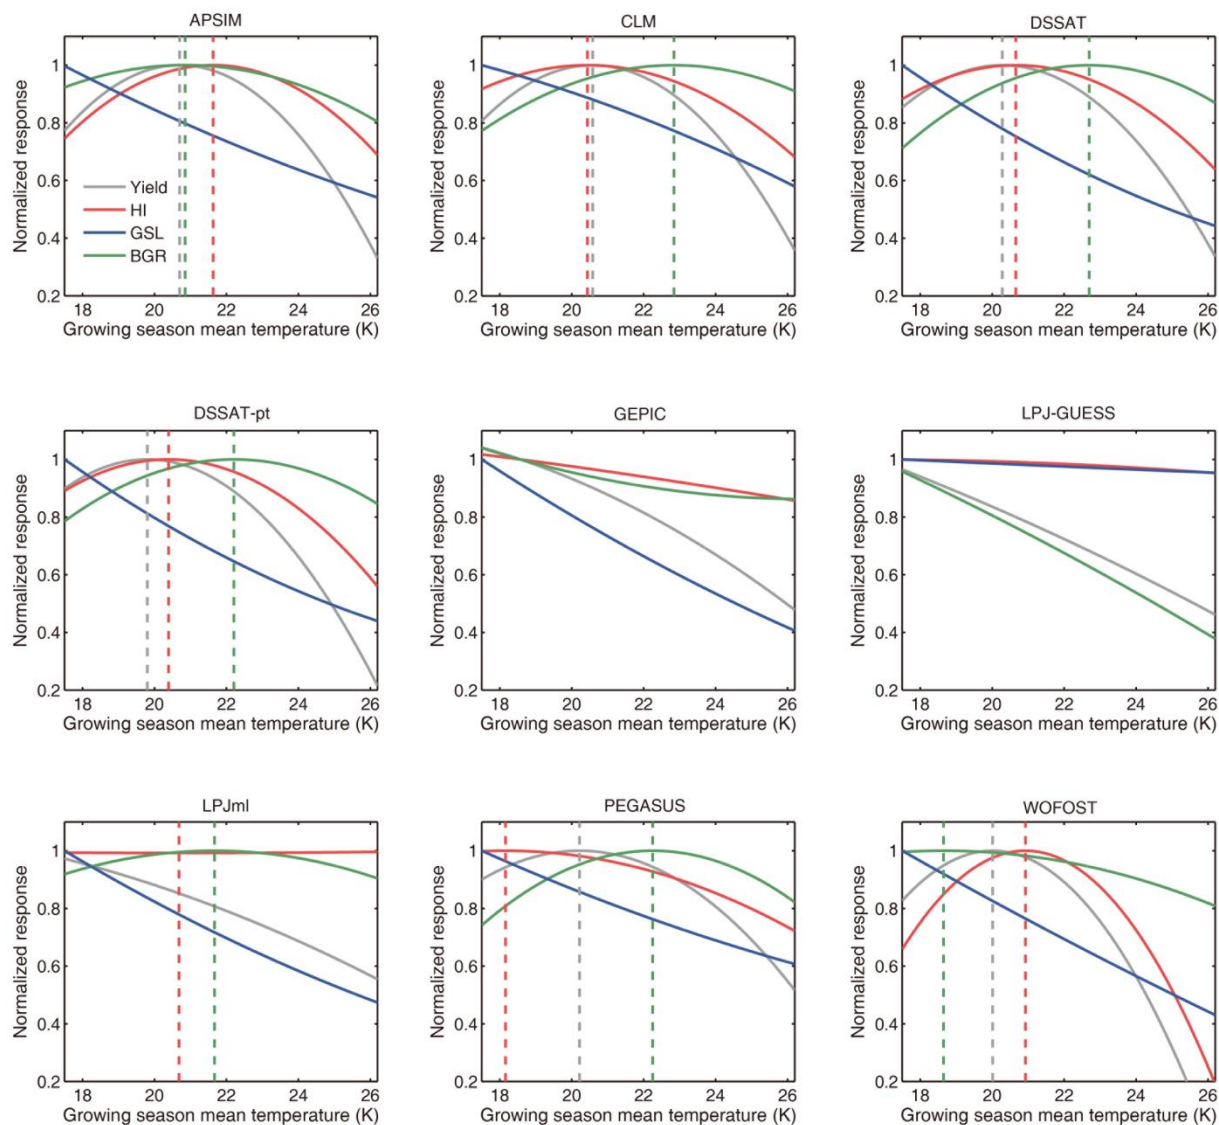 APSIM
Normalized response
1
0.8
0.6
0.4
0.2
Yield
HI
GSL
BGR
18 20 22 24 26
Growing season mean temperature (K)
CLM
Normalized response
1
0.8
0.6
0.4
0.2
18 20 22 24 26
Growing season mean temperature (K)
DSSAT
Normalized response
1
0.8
0.6
0.4
0.2
18 20 22 24 26
Growing season mean temperature (K)
DSSAT-pt
Normalized response
1
0.8
0.6
0.4
0.2
18 20 22 24 26
Growing season mean temperature (K)
GEPIC
Normalized response
1
0.8
0.6
0.4
0.2
18 20 22 24 26
Growing season mean temperature (K)
LPJ-GUESS
Normalized response
1
0.8
0.6
0.4
0.2
18 20 22 24 26
Growing season mean temperature (K)
LPJml
Normalized response
1
0.8
0.6
0.4
0.2
18 20 22 24 26
Growing season mean temperature (K)
PEGASUS
Normalized response
1
0.8
0.6
0.4
0.2
18 20 22 24 26
Growing season mean temperature (K)
WOFOST
Normalized response
1
0.8
0.6
0.4
0.2
18 20 22 24 26
Growing season mean temperature (K)